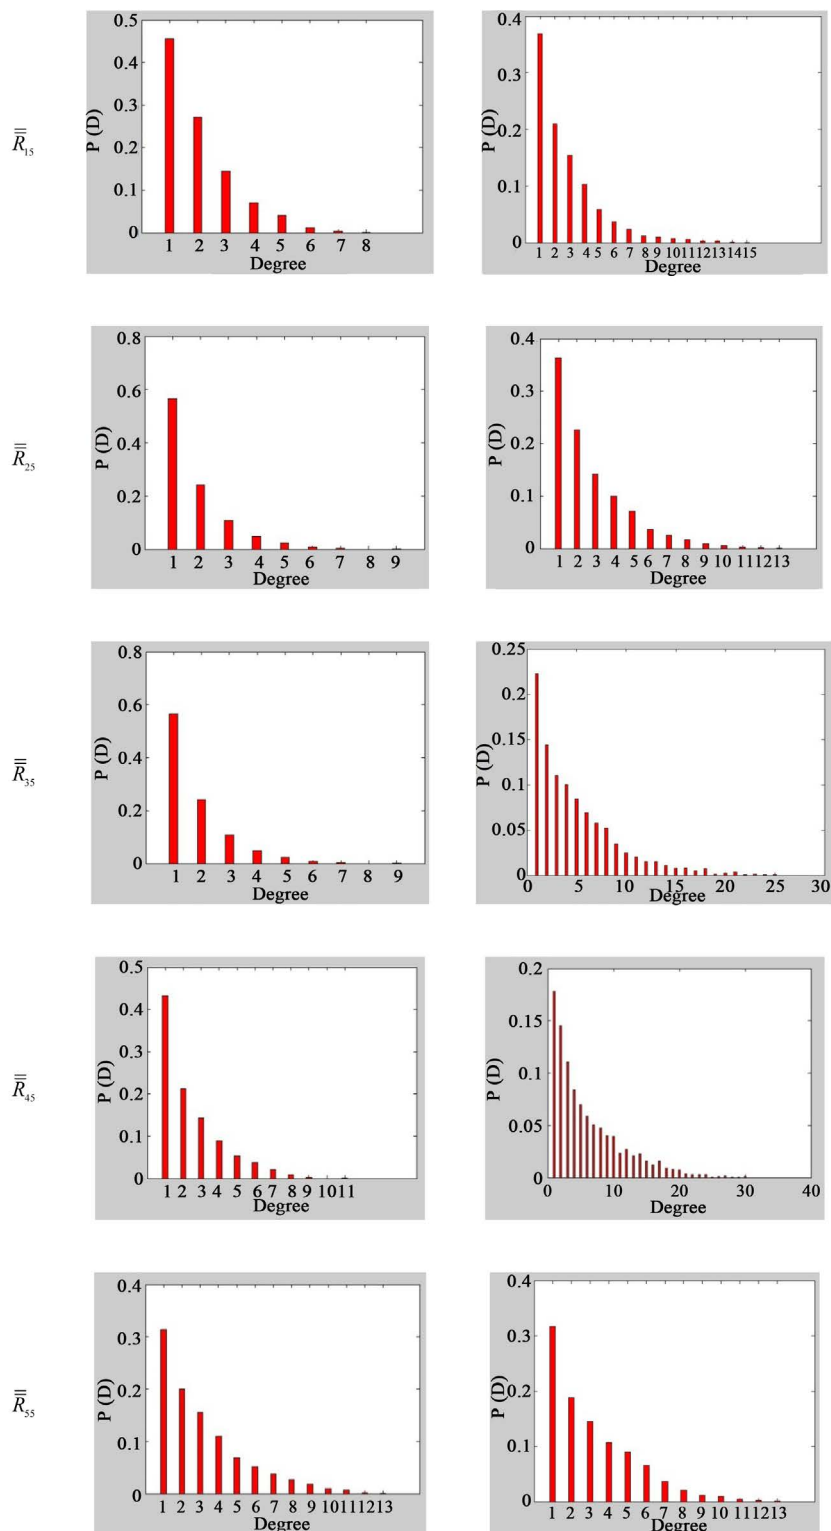 R̄̄15
P (D)
0.5
0.4
0.3
0.2
0.1
0
1 2 3 4 5 6 7 8
Degree
P (D)
0.4
0.3
0.2
0.1
0
1 2 3 4 5 6 7 8 9 10 11 12 13 14 15
Degree
R̄̄25
P (D)
0.8
0.6
0.4
0.2
0
1 2 3 4 5 6 7 8 9
Degree
P (D)
0.4
0.3
0.2
0.1
0
1 2 3 4 5 6 7 8 9 10 11 12 13
Degree
R̄̄35
P (D)
0.8
0.6
0.4
0.2
0
1 2 3 4 5 6 7 8 9
Degree
P (D)
0.25
0.2
0.15
0.1
0.05
0
0 5 10 15 20 25 30
Degree
R̄̄45
P (D)
0.5
0.4
0.3
0.2
0.1
0
1 2 3 4 5 6 7 8 9 10 11
Degree
P (D)
0.2
0.15
0.1
0.05
0
0 10 20 30 40
Degree
R̄̄55
P (D)
0.4
0.3
0.2
0.1
0
1 2 3 4 5 6 7 8 9 10 11 12 13
Degree
P (D)
0.4
0.3
0.2
0.1
0
1 2 3 4 5 6 7 8 9 10 11 12 13
Degree